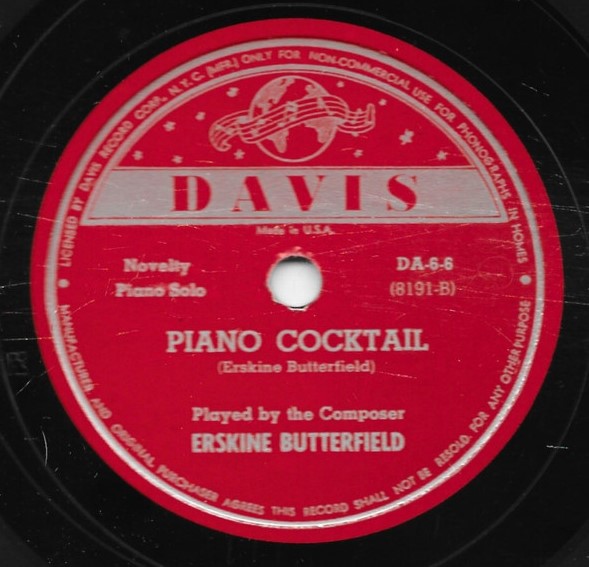 LICENSED BY DAVIS RECORD CORP., N.Y.C. (MFR.) ONLY FOR NON-COMMERCIAL USE FOR PHONOGRAPHS IN HOMES
DAVIS
Made in U.S.A.
Novelty
Piano Solo
DA-6-6
(8191-B)
PIANO COCKTAIL
(Erskine Butterfield)
Played by the Composer
ERSKINE BUTTERFIELD
MANUFACTURER AND ORIGINAL PURCHASER AGREES THIS RECORD SHALL NOT BE RESOLD. FOR ANY OTHER PURPOSE